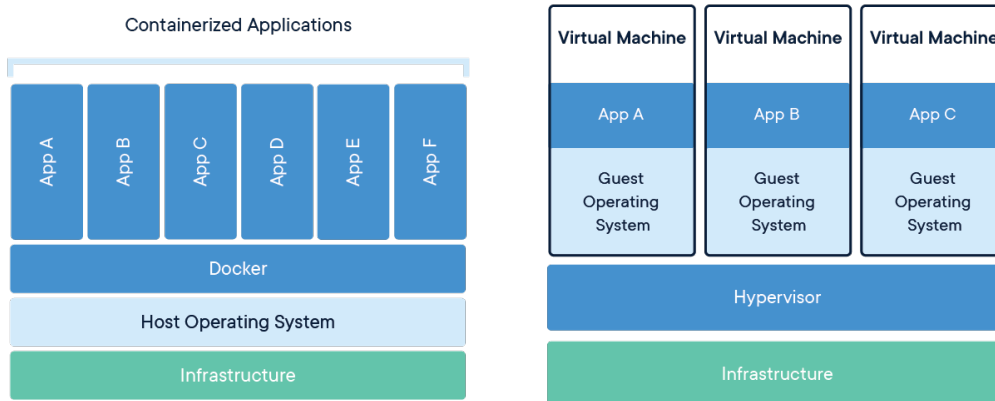 Containerized Applications
App A
App B
App C
App D
App E
App F
Docker
Host Operating System
Infrastructure
Virtual Machine
App A
Guest
Operating
System
Virtual Machine
App B
Guest
Operating
System
Virtual Machine
App C
Guest
Operating
System
Hypervisor
Infrastructure